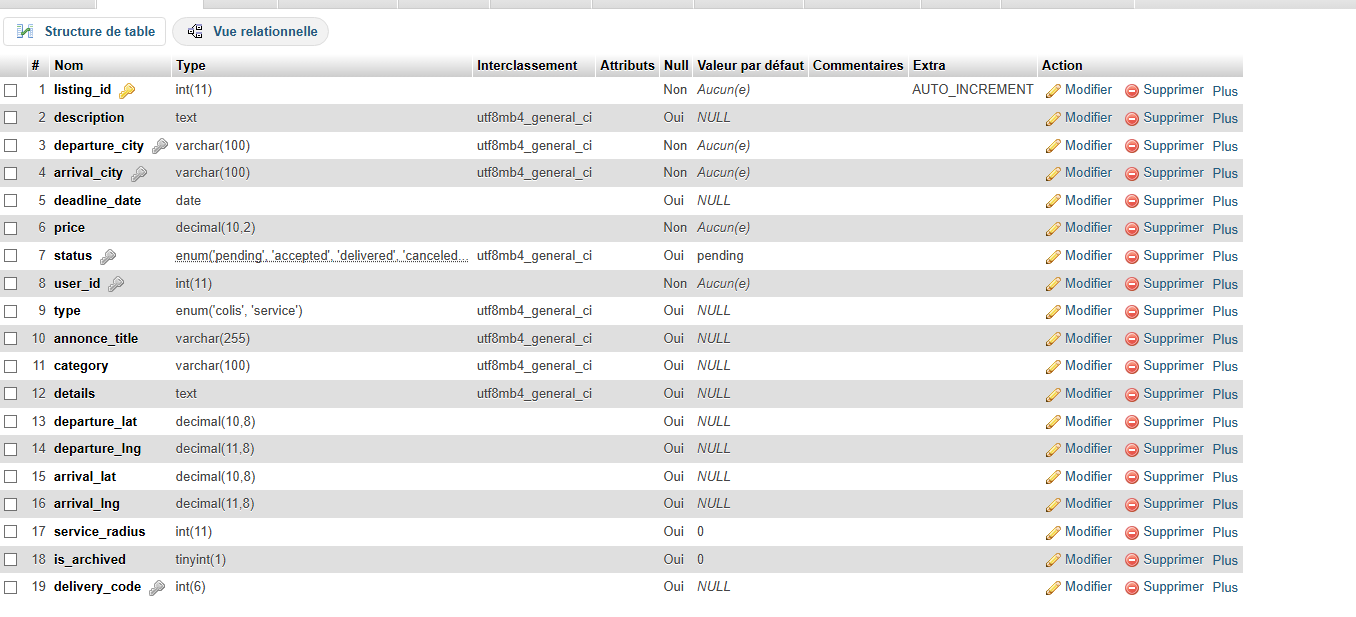 Structure de table Vue relationnelle
# Nom Type Interclassement Attributs Null Valeur par défaut Commentaires Extra Action
1 listing_id int(11) Non Aucun(e) AUTO_INCREMENT Modifier Supprimer Plus
2 description text utf8mb4_general_ci Oui NULL Modifier Supprimer Plus
3 departure_city varchar(100) utf8mb4_general_ci Non Aucun(e) Modifier Supprimer Plus
4 arrival_city varchar(100) utf8mb4_general_ci Non Aucun(e) Modifier Supprimer Plus
5 deadline_date date Oui NULL Modifier Supprimer Plus
6 price decimal(10,2) Non Aucun(e) Modifier Supprimer Plus
7 status enum('pending', 'accepted', 'delivered', 'canceled... utf8mb4_general_ci Oui pending Modifier Supprimer Plus
8 user_id int(11) Non Aucun(e) Modifier Supprimer Plus
9 type enum('colis', 'service') utf8mb4_general_ci Oui NULL Modifier Supprimer Plus
10 annonce_title varchar(255) utf8mb4_general_ci Oui NULL Modifier Supprimer Plus
11 category varchar(100) utf8mb4_general_ci Oui NULL Modifier Supprimer Plus
12 details text utf8mb4_general_ci Oui NULL Modifier Supprimer Plus
13 departure_lat decimal(10,8) Oui NULL Modifier Supprimer Plus
14 departure_lng decimal(11,8) Oui NULL Modifier Supprimer Plus
15 arrival_lat decimal(10,8) Oui NULL Modifier Supprimer Plus
16 arrival_lng decimal(11,8) Oui NULL Modifier Supprimer Plus
17 service_radius int(11) Oui 0 Modifier Supprimer Plus
18 is_archived tinyint(1) Oui 0 Modifier Supprimer Plus
19 delivery_code int(6) Oui NULL Modifier Supprimer Plus